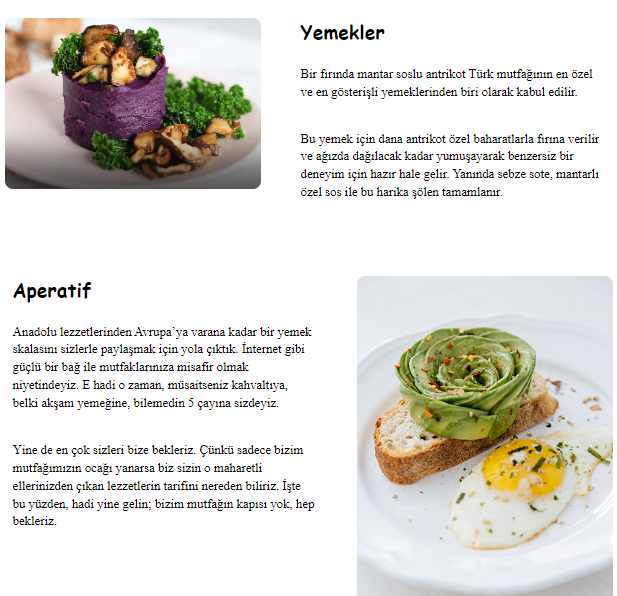 Yemekler
Bir fırında mantar soslu antrikot Türk mutfağının en özel
ve en gösterişli yemeklerinden biri olarak kabul edilir.
Bu yemek için dana antrikot özel baharatlarla fırına verilir
ve ağızda dağılacak kadar yumuşayarak benzersiz bir
deneyim için hazır hale gelir. Yanında sebze sote, mantarlı
özel sos ile bu harika şölen tamamlanır.
Aperatif
Anadolu lezzetlerinden Avrupa’ya varana kadar bir yemek
skalasını sizlerle paylaşmak için yola çıktık. İnternet gibi
güçlü bir bağ ile mutfaklarınıza misafir olmak
niyetindeyiz. E hadi o zaman, müsaitseniz kahvaltıya,
belki akşam yemeğine, bilemedin 5 çayına sizdeyiz.
Yine de en çok sizleri bize bekleriz. Çünkü sadece bizim
mutfağımızın ocağı yanarsa biz sizin o maharetli
ellerinizden çıkan lezzetlerin tarifini nereden biliriz. İşte
bu yüzden, hadi yine gelin; bizim mutfağın kapısı yok, hep
bekleriz.